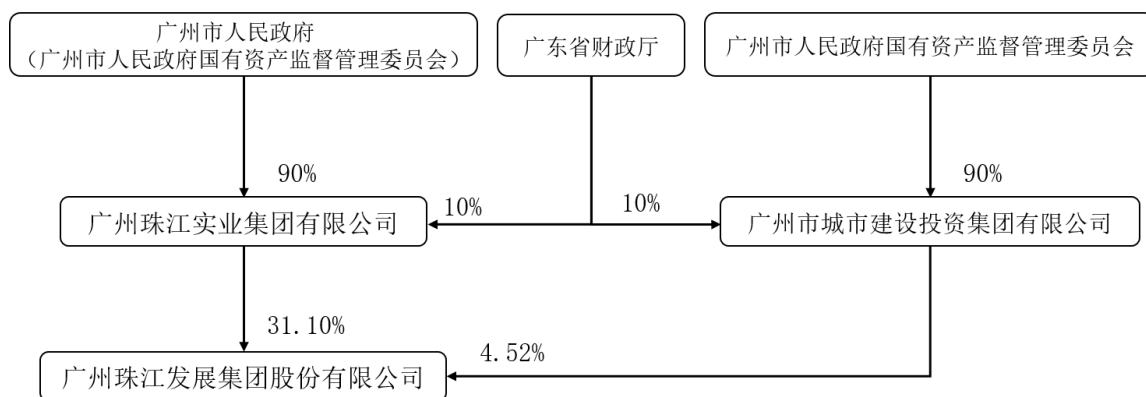 广州市人民政府
（广州市人民政府国有资产监督管理委员会）
广东省财政厅
广州市人民政府国有资产监督管理委员会
90%
90%
10%
10%
广州珠江实业集团有限公司
广州市城市建设投资集团有限公司
31.10%
4.52%
广州珠江发展集团股份有限公司